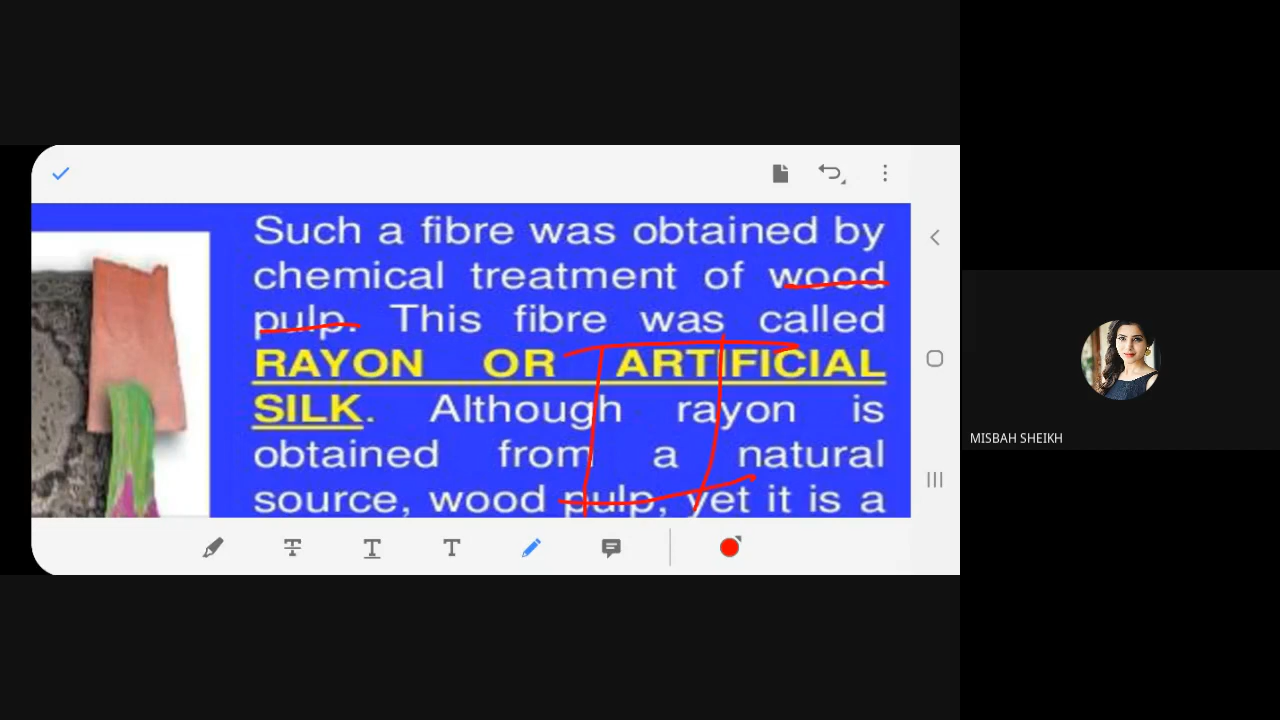 Such a fibre was obtained by
chemical treatment of wood
pulp. This fibre was called
RAYON OR ARTIFICIAL
SILK. Although rayon is
obtained from a natural
source, wood pulp, yet it is a
MISBAH SHEIKH